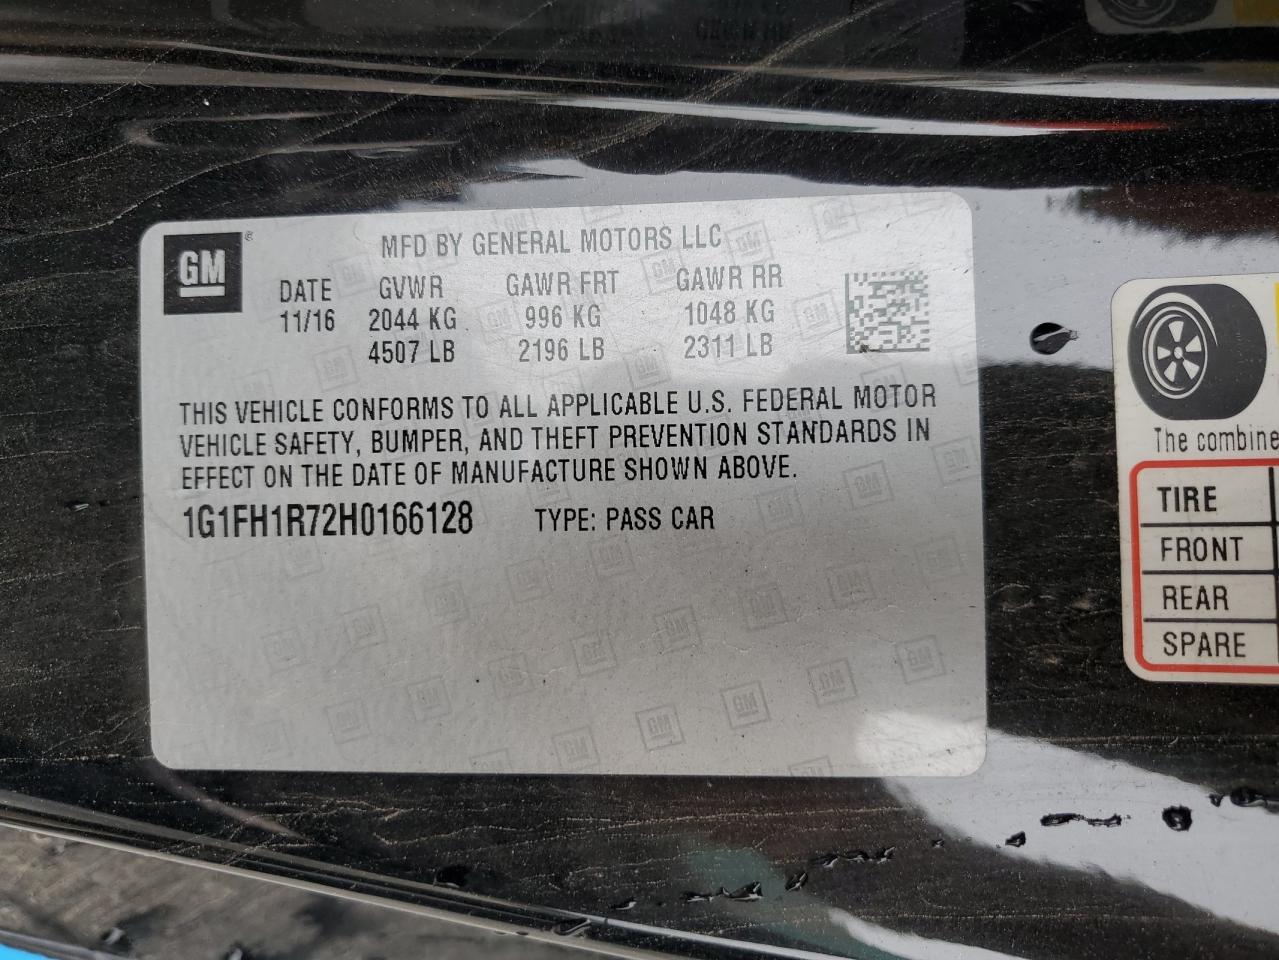 GM
MFD BY GENERAL MOTORS LLC
DATE GVWR GAWR FRT GAWR RR
11/16 2044 KG 996 KG 1048 KG
4507 LB 2196 LB 2311 LB
THIS VEHICLE CONFORMS TO ALL APPLICABLE U.S. FEDERAL MOTOR
VEHICLE SAFETY, BUMPER, AND THEFT PREVENTION STANDARDS IN
EFFECT ON THE DATE OF MANUFACTURE SHOWN ABOVE.
1G1FH1R72H0166128 TYPE: PASS CAR
The combine
TIRE
FRONT
REAR
SPARE